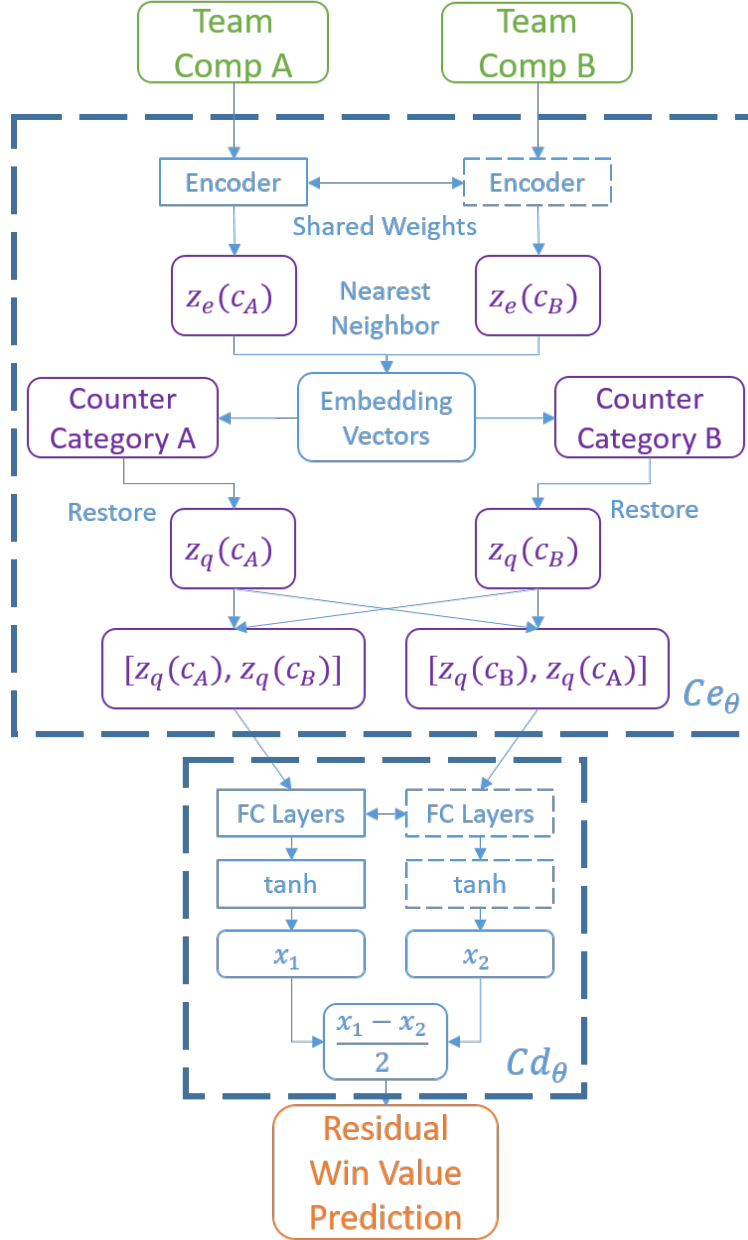 Team
Comp A
Team
Comp B
Encoder
Encoder
Shared Weights
z_e(c_A)
Nearest
Neighbor
z_e(c_B)
Counter
Category A
Embedding
Vectors
Counter
Category B
Restore
Restore
z_q(c_A)
z_q(c_B)
[z_q(c_A), z_q(c_B)]
[z_q(c_B), z_q(c_A)]
Ce_θ
FC Layers
FC Layers
tanh
tanh
x_1
x_2
x_1 − x_2
2
Cd_θ
Residual
Win Value
Prediction